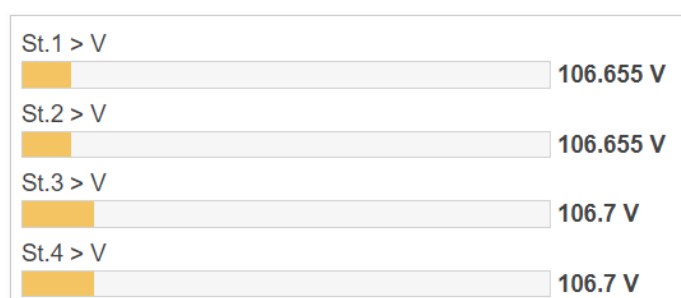 St.1 > V
106.655 V
St.2 > V
106.655 V
St.3 > V
106.7 V
St.4 > V
106.7 V